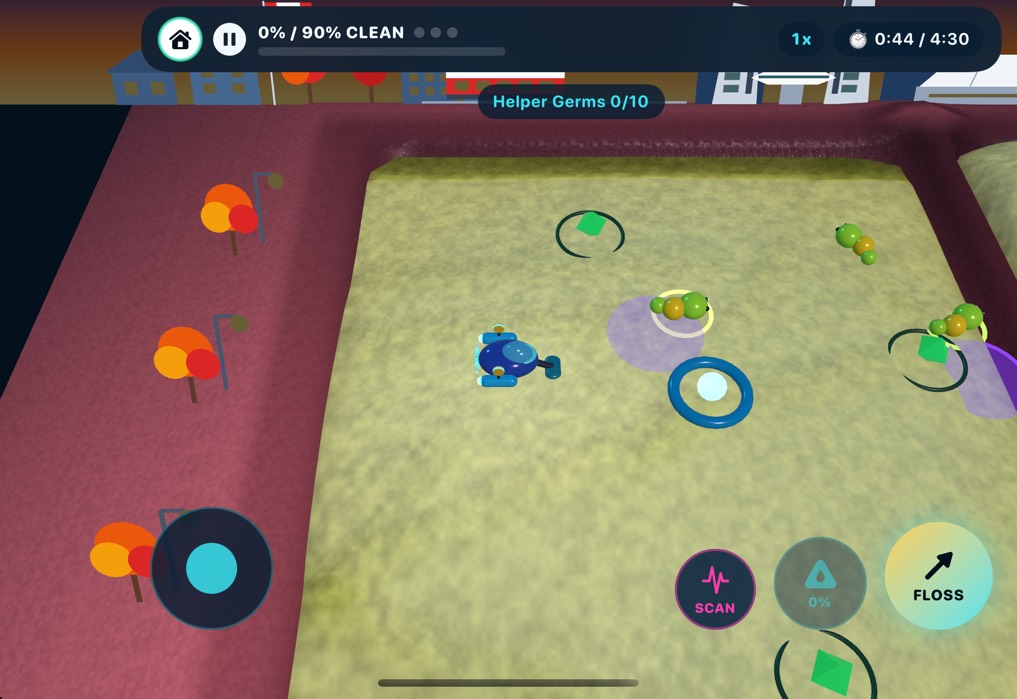 0% / 90% CLEAN
1x
0:44 / 4:30
Helper Germs 0/10
SCAN
0%
FLOSS